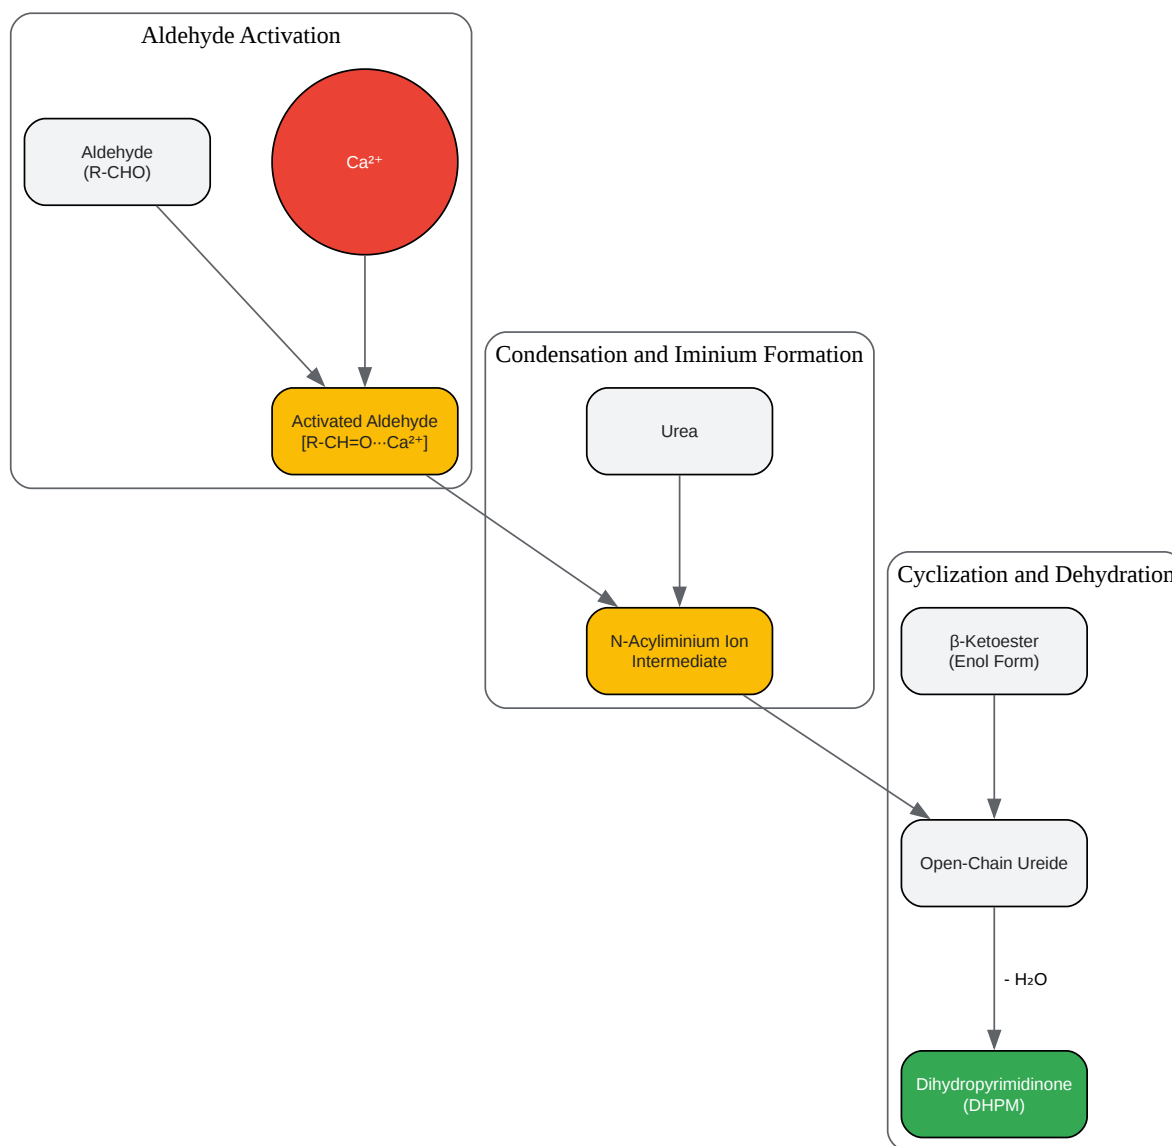 Aldehyde Activation
Aldehyde
(R-CHO)
Ca²⁺
Activated Aldehyde
[R-CH=O···Ca²⁺]
Condensation and Iminium Formation
Urea
N-Acyliminium Ion
Intermediate
Cyclization and Dehydration
β-Ketoester
(Enol Form)
Open-Chain Ureide
- H₂O
Dihydropyrimidinone
(DHPM)